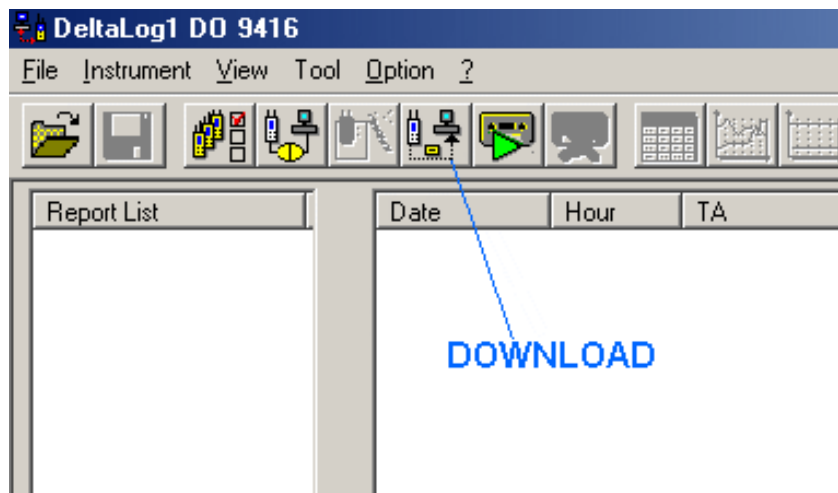 DeltaLog1 DO 9416
File Instrument View Tool Option ?
Report List Date Hour TA
DOWNLOAD